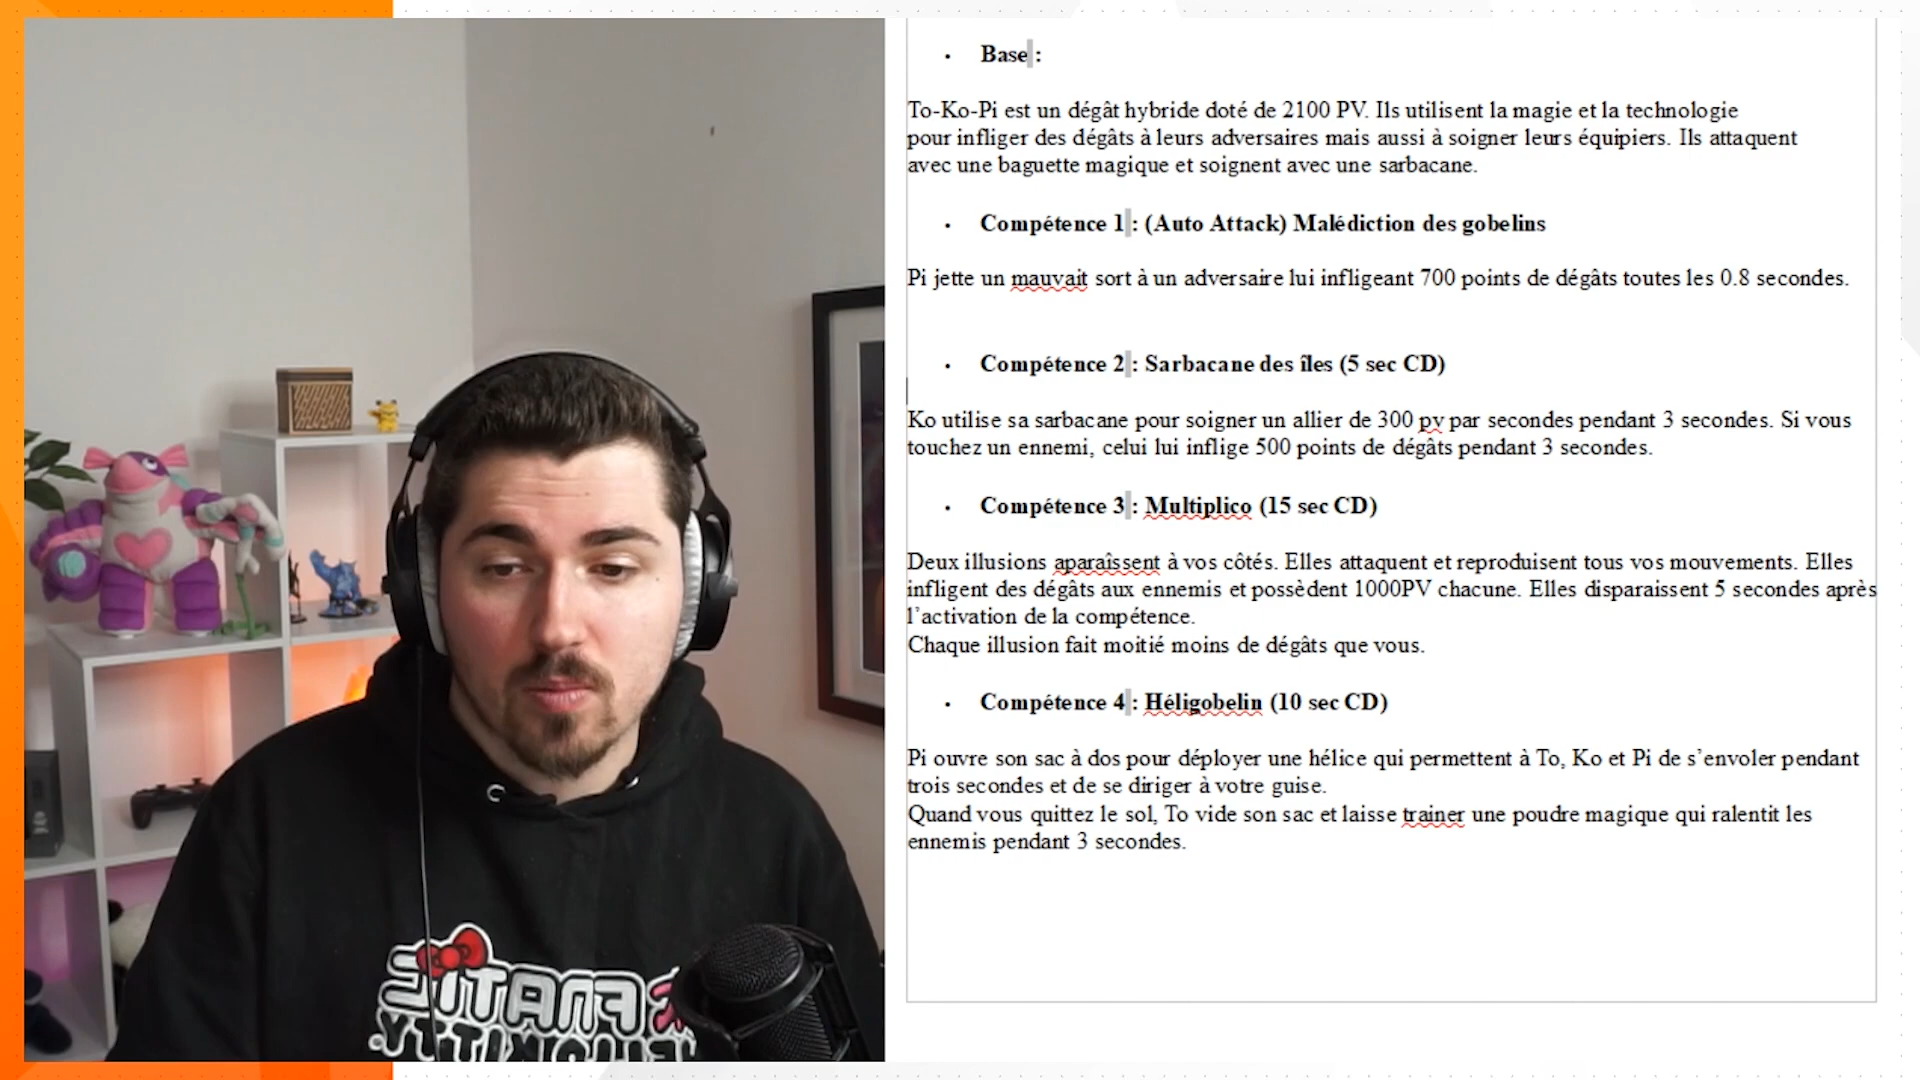 Base :
To-Ko-Pi est un dégât hybride doté de 2100 PV. Ils utilisent la magie et la technologie
pour infliger des dégâts à leurs adversaires mais aussi à soigner leurs équipiers. Ils attaquent
avec une baguette magique et soignent avec une sarbacane.
Compétence 1 : (Auto Attack) Malédiction des gobelins
Pi jette un mauvait sort à un adversaire lui infligeant 700 points de dégâts toutes les 0.8 secondes.
Compétence 2 : Sarbacane des îles (5 sec CD)
Ko utilise sa sarbacane pour soigner un allier de 300 pv par secondes pendant 3 secondes. Si vous
touchez un ennemi, celui lui inflige 500 points de dégâts pendant 3 secondes.
Compétence 3 : Multiplico (15 sec CD)
Deux illusions aparaîssent à vos côtés. Elles attaquent et reproduisent tous vos mouvements. Elles
infligent des dégâts aux ennemis et possèdent 1000PV chacune. Elles disparaissent 5 secondes après
l'activation de la compétence.
Chaque illusion fait moitié moins de dégâts que vous.
Compétence 4 : Héligobelin (10 sec CD)
Pi ouvre son sac à dos pour déployer une hélice qui permettent à To, Ko et Pi de s'envoler pendant
trois secondes et de se diriger à votre guise.
Quand vous quittez le sol, To vide son sac et laisse trainer une poudre magique qui ralentit les
ennemis pendant 3 secondes.